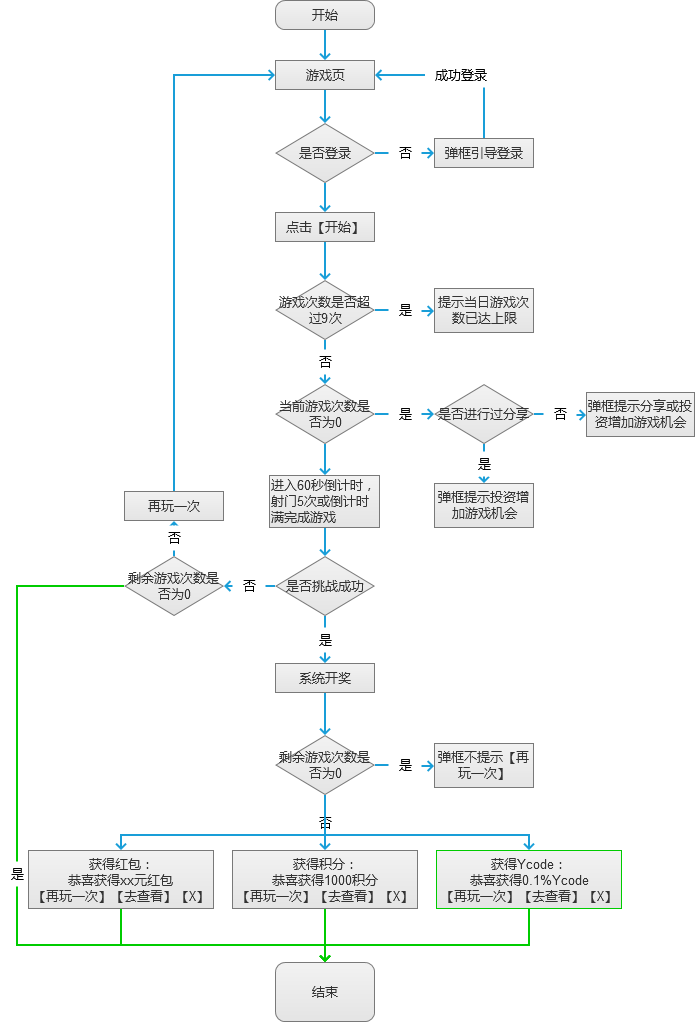 开始
游戏页
成功登录
是否登录
否
弹框引导登录
点击【开始】
游戏次数是否超
过9次
是
提示当日游戏次
数已达上限
否
当前游戏次数是
否为0
是
是否进行过分享
否
弹框提示分享或投
资增加游戏机会
是
弹框提示投资增
加游戏机会
进入60秒倒计时，
射门5次或倒计时
满完成游戏
再玩一次
否
剩余游戏次数是
否为0
否
是否挑战成功
是
系统开奖
剩余游戏次数是
否为0
是
弹框不提示【再
玩一次】
否
是
获得红包：
恭喜获得xx元红包
【再玩一次】【去查看】【X】
获得积分：
恭喜获得1000积分
【再玩一次】【去查看】【X】
获得Ycode：
恭喜获得0.1%Ycode
【再玩一次】【去查看】【X】
结束